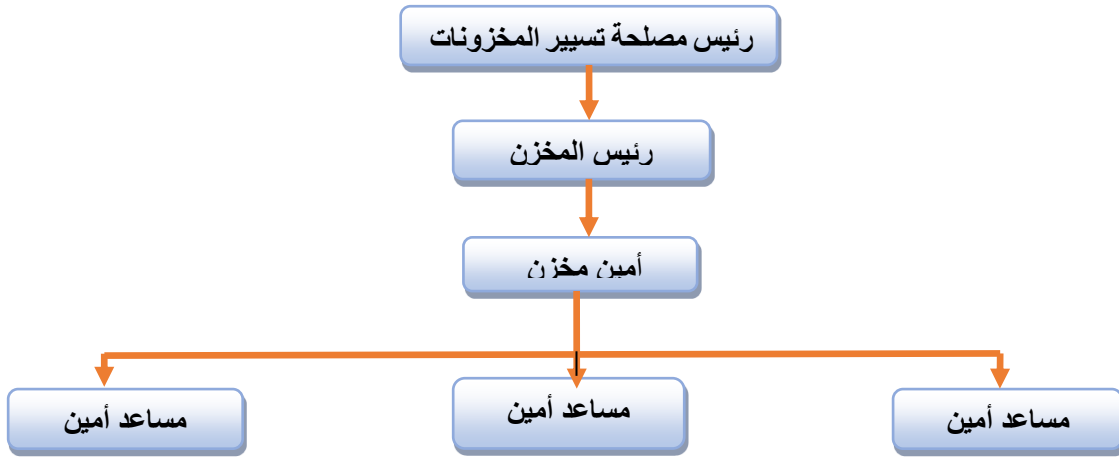 رئيس مصلحة تسيير المخزونات
رئيس المخزن
أمين مخزن
مساعد أمين
مساعد أمين
مساعد أمين